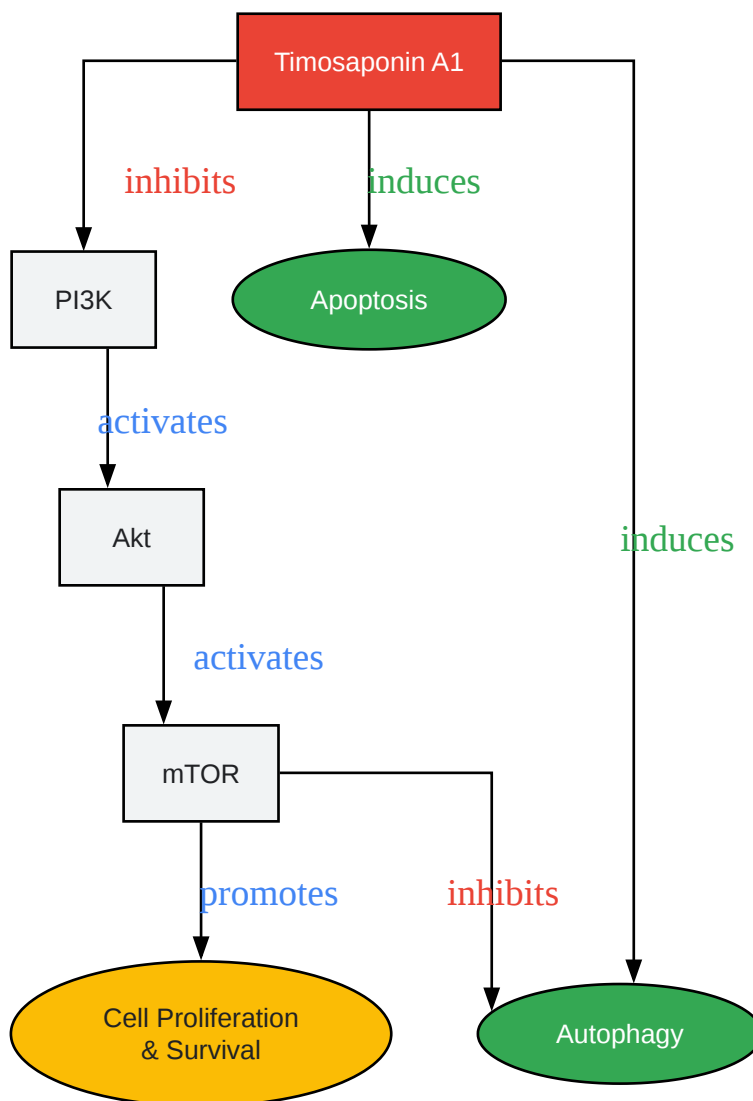 Timosaponin A1
inhibits
induces
PI3K
Apoptosis
activates
Akt
induces
activates
mTOR
promotes
inhibits
Cell Proliferation
& Survival
Autophagy